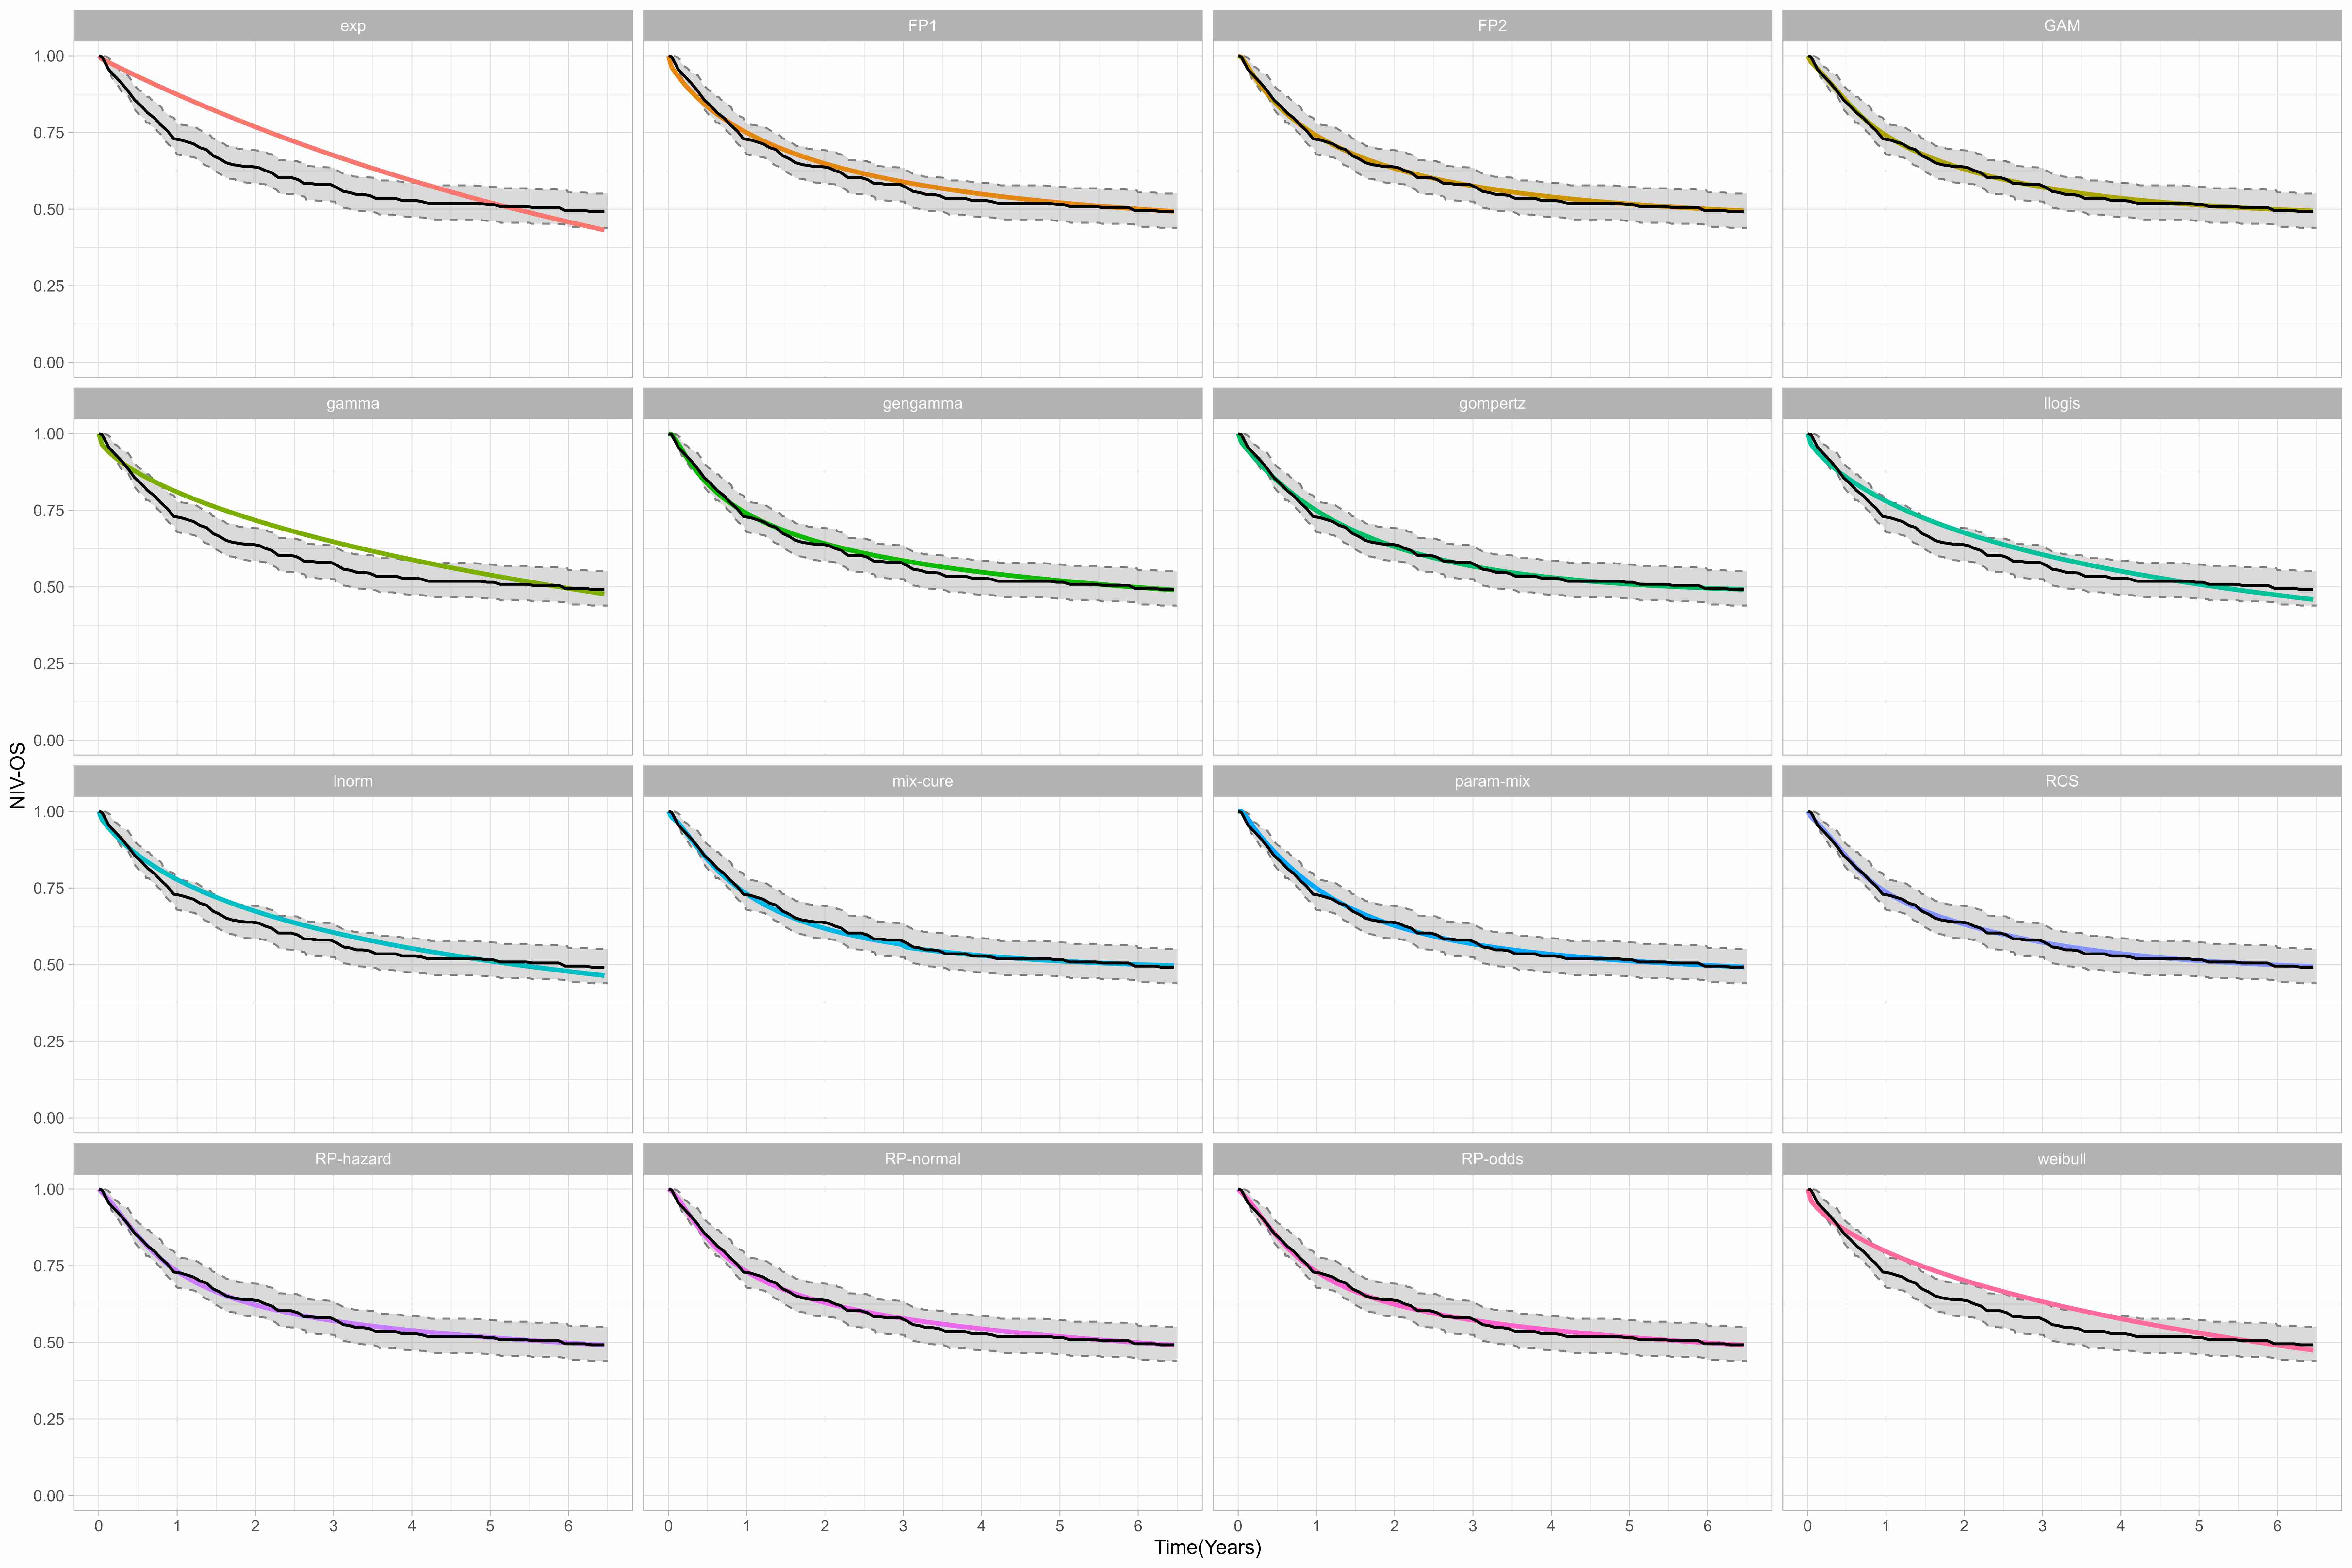 exp FP1 FP2 GAM
1.00
0.75
0.50
0.25
0.00
gamma gengamma gompertz llogis
1.00
0.75
0.50
0.25
0.00
NIV-OS
lnorm mix-cure param-mix RCS
1.00
0.75
0.50
0.25
0.00
RP-hazard RP-normal RP-odds weibull
1.00
0.75
0.50
0.25
0.00
0 1 2 3 4 5 6 0 1 2 3 4 5 6 0 1 2 3 4 5 6 0 1 2 3 4 5 6
Time(Years)